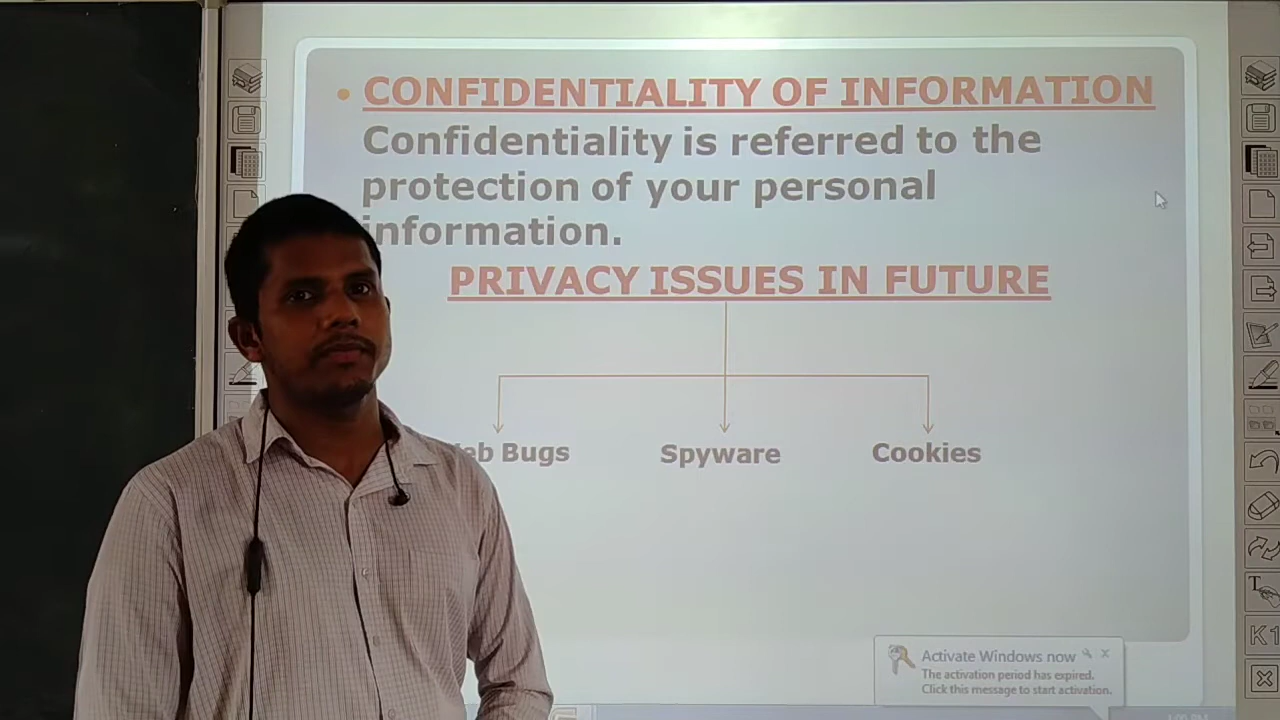 • CONFIDENTIALITY OF INFORMATION
Confidentiality is referred to the
protection of your personal
information.
PRIVACY ISSUES IN FUTURE
Bugs Spyware Cookies
Activate Windows now
The activation period has expired.
Click this message to start activation.
T
K1